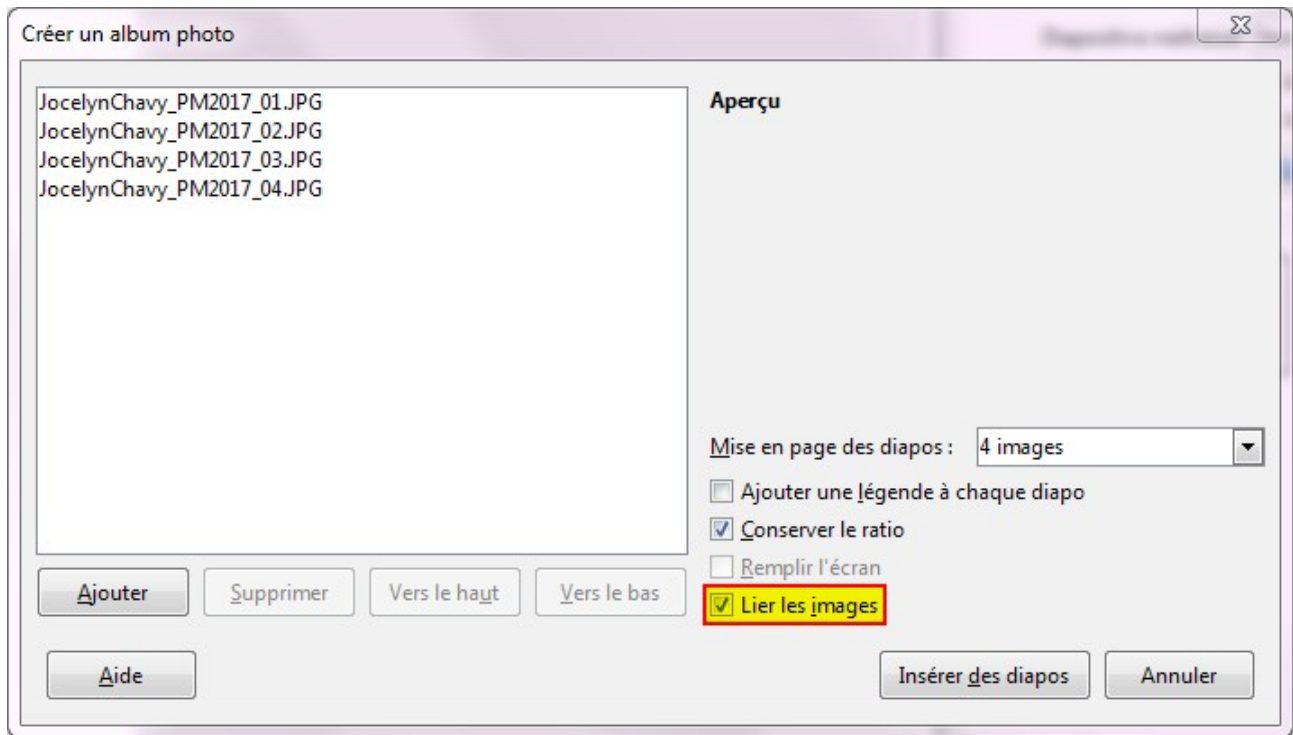 Créer un album photo
JocelynChavy_PM2017_01.JPG
JocelynChavy_PM2017_02.JPG
JocelynChavy_PM2017_03.JPG
JocelynChavy_PM2017_04.JPG
Aperçu
Mise en page des diapos : 4 images
Ajouter une légende à chaque diapo
Conserver le ratio
Remplir l'écran
Lier les images
Ajouter Supprimer Vers le haut Vers le bas
Aide Insérer des diapos Annuler